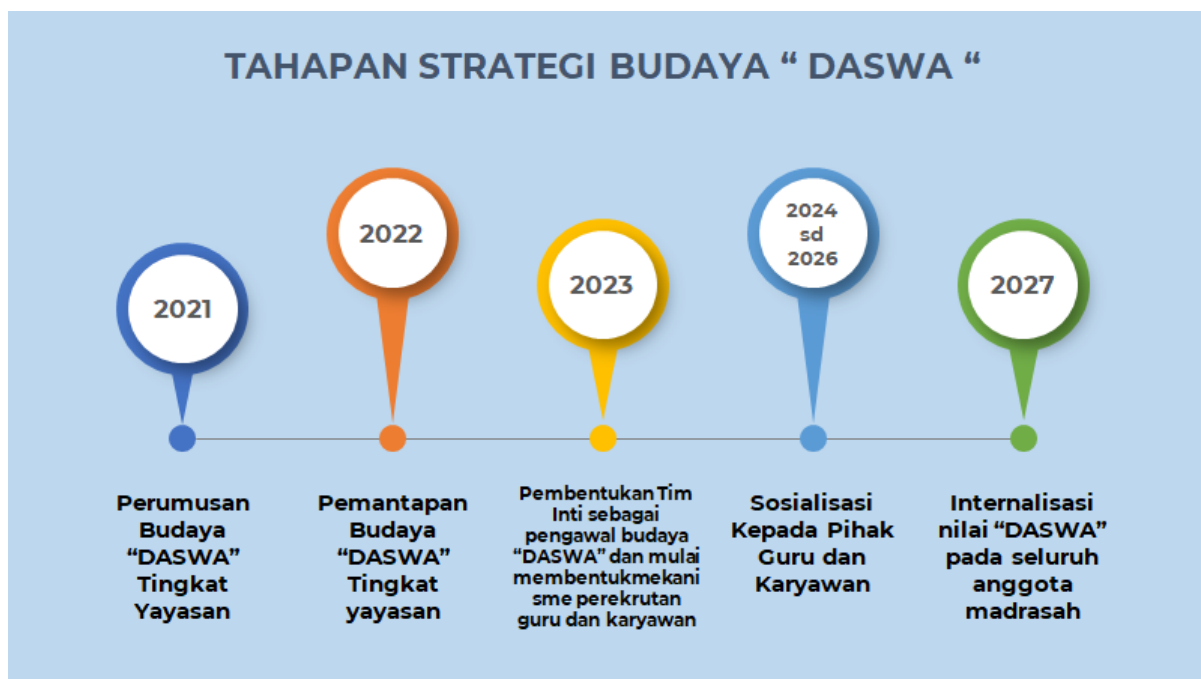 TAHAPAN STRATEGI BUDAYA “ DASWA “
2021
2022
2023
2024
sd
2026
2027
Perumusan
Budaya
“DASWA”
Tingkat
Yayasan
Pemantapan
Budaya
“DASWA”
Tingkat
yayasan
Pembentukan Tim
Inti sebagai
pengawal budaya
“DASWA” dan mulai
membentukmekani
sme perekrutan
guru dan karyawan
Sosialisasi
Kepada Pihak
Guru dan
Karyawan
Internalisasi
nilai “DASWA”
pada seluruh
anggota
madrasah